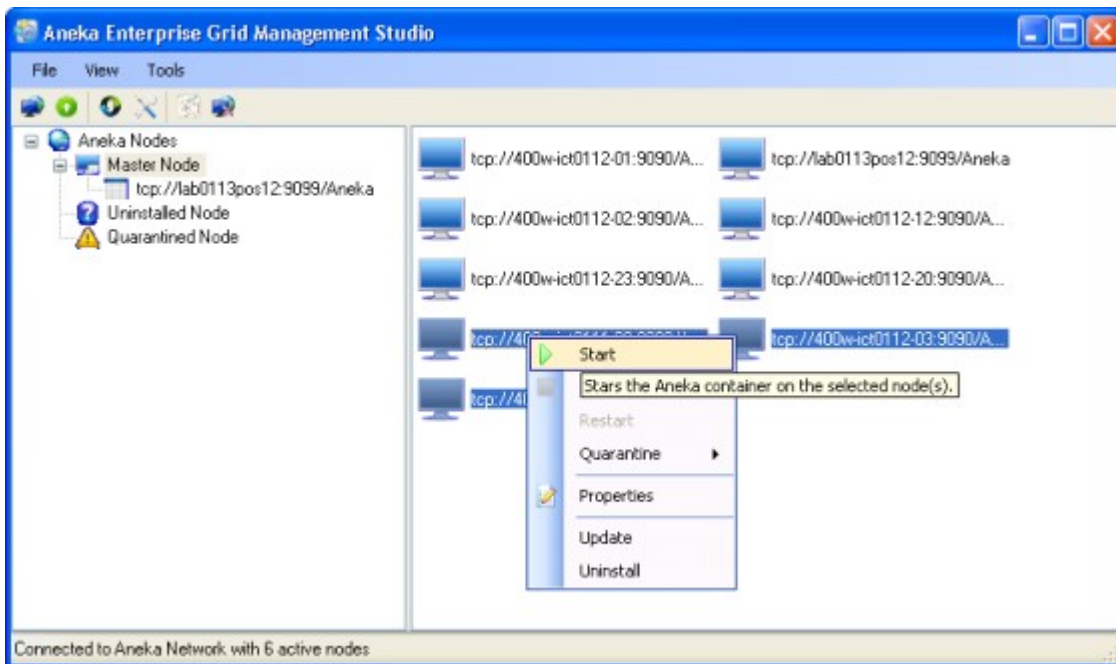 Aneka Enterprise Grid Management Studio
File View Tools
Aneka Nodes
Master Node
tcp://lab0113pos12:9099/Aneka
Uninstalled Node
Quarantined Node
tcp://400w-ict0112-01:9090/A... tcp://lab0113pos12:9099/Aneka
tcp://400w-ict0112-02:9090/A... tcp://400w-ict0112-12:9090/A...
tcp://400w-ict0112-23:9090/A... tcp://400w-ict0112-20:9090/A...
tcp://400w-ict0112-03:9090/A...
tcp://40
Start
Stars the Aneka container on the selected node(s).
Restart
Quarantine
Properties
Update
Uninstall
Connected to Aneka Network with 6 active nodes